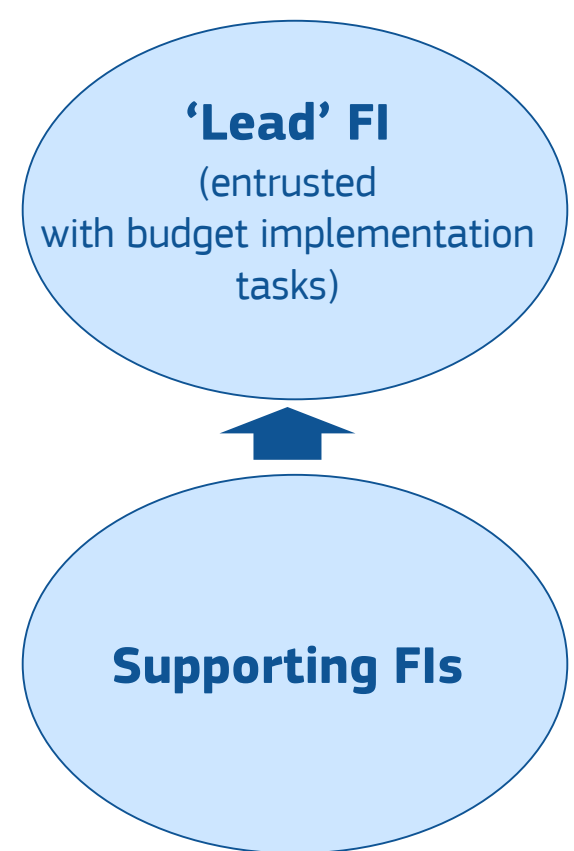 ‘Lead’ FI
(entrusted
with budget implementation
tasks)
Supporting FIs